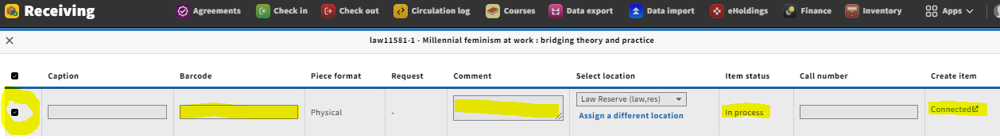 Receiving Agreements Check in Check out Circulation log Courses Data export Data import eHoldings Finance Inventory Apps
law11581-1 - Millennial feminism at work : bridging theory and practice
Caption Barcode Piece format Request Comment Select location Item status Call number Create item
Law Reserve (law,res)
Physical - In process Connected
Assign a different location